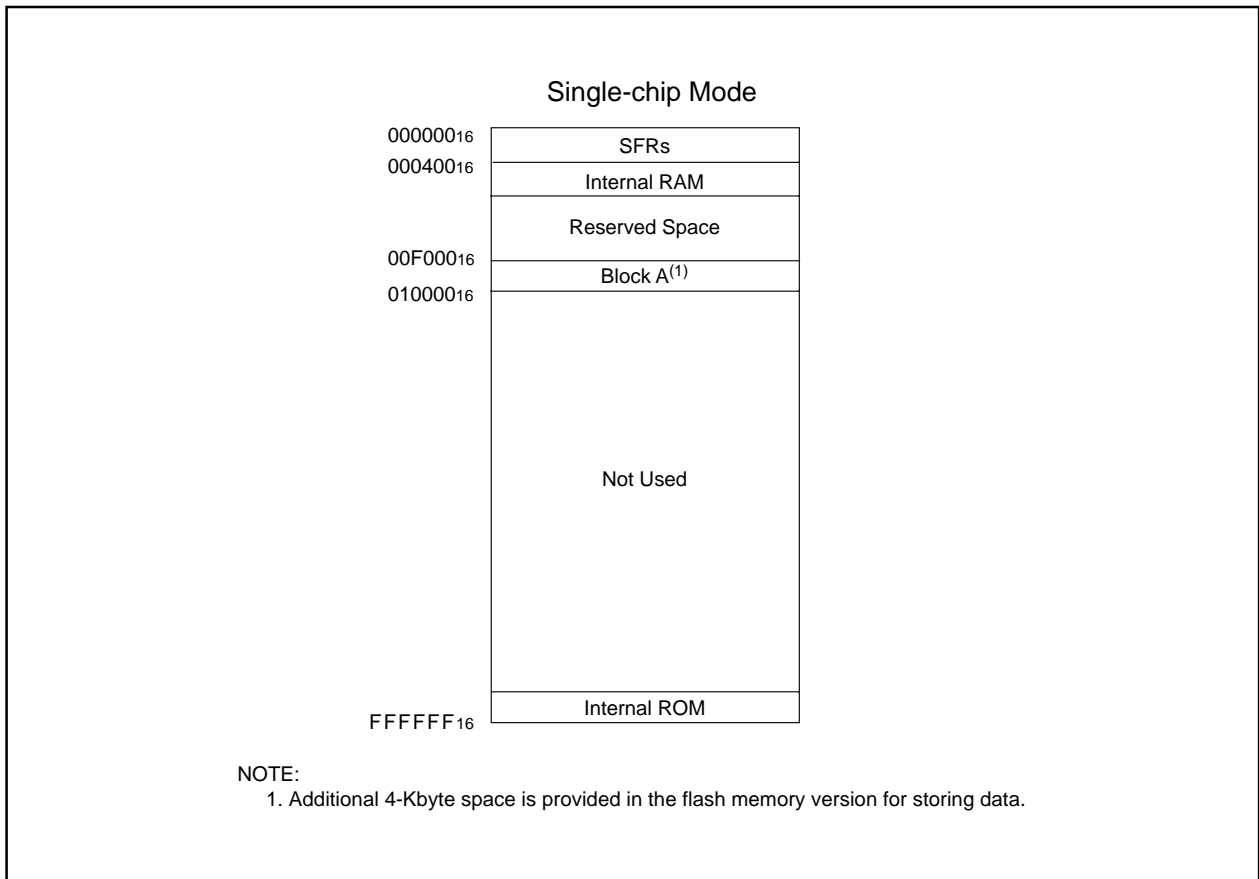 Single-chip Mode
00000016
SFRs
00040016
Internal RAM
Reserved Space
00F00016
Block A(1)
01000016
Not Used
Internal ROM
FFFFFF16
NOTE:
1. Additional 4-Kbyte space is provided in the flash memory version for storing data.